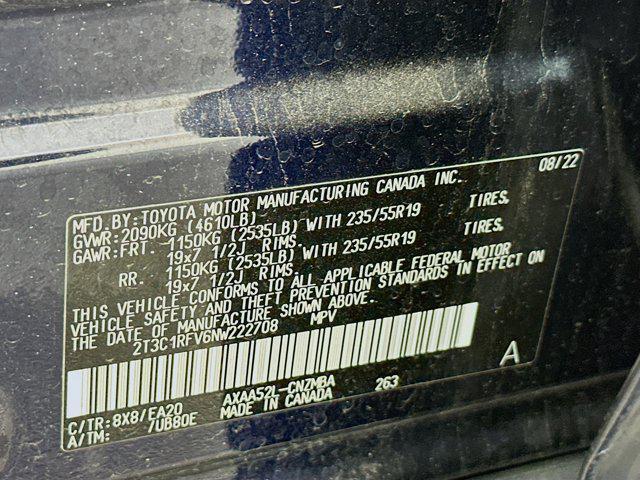 MFD.BY:TOYOTA MOTOR MANUFACTURING CANADA INC. 08/22
GVWR:2090KG (4610LB)
GAWR:FRT. 1150KG (2535LB) WITH 235/55R19 TIRES,
19x7 1/2J RIMS.
RR. 1150KG (2535LB) WITH 235/55R19 TIRES,
19x7 1/2J RIMS.
THIS VEHICLE CONFORMS TO ALL APPLICABLE FEDERAL MOTOR
VEHICLE SAFETY AND THEFT PREVENTION STANDARDS IN EFFECT ON
THE DATE OF MANUFACTURE SHOWN ABOVE.
2T3C1RFV6NW222708 MPV
A
C/TR:8X8/EA20 AXAA52L-CNZMBA 263
A/TM: /UB80E MADE IN CANADA